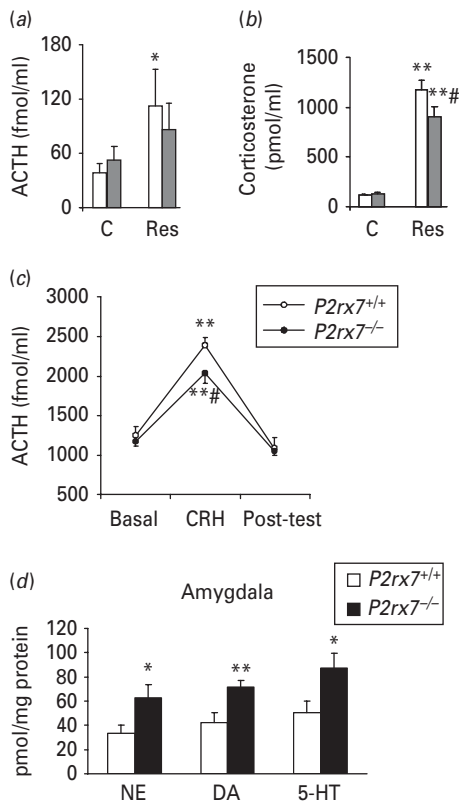 (a)
ACTH (fmol/ml)
120
60
0
*
C Res
(b)
Corticosterone
(pmol/ml)
1500
1000
500
0
**
**#
C Res
(c)
ACTH (fmol/ml)
3000
2500
2000
1500
1000
500
**
**#
Basal CRH Post-test
P2rx7+/+
P2rx7−/−
(d)
Amygdala
P2rx7+/+
P2rx7−/−
pmol/mg protein
120
100
80
60
40
20
0
* ** *
NE DA 5-HT